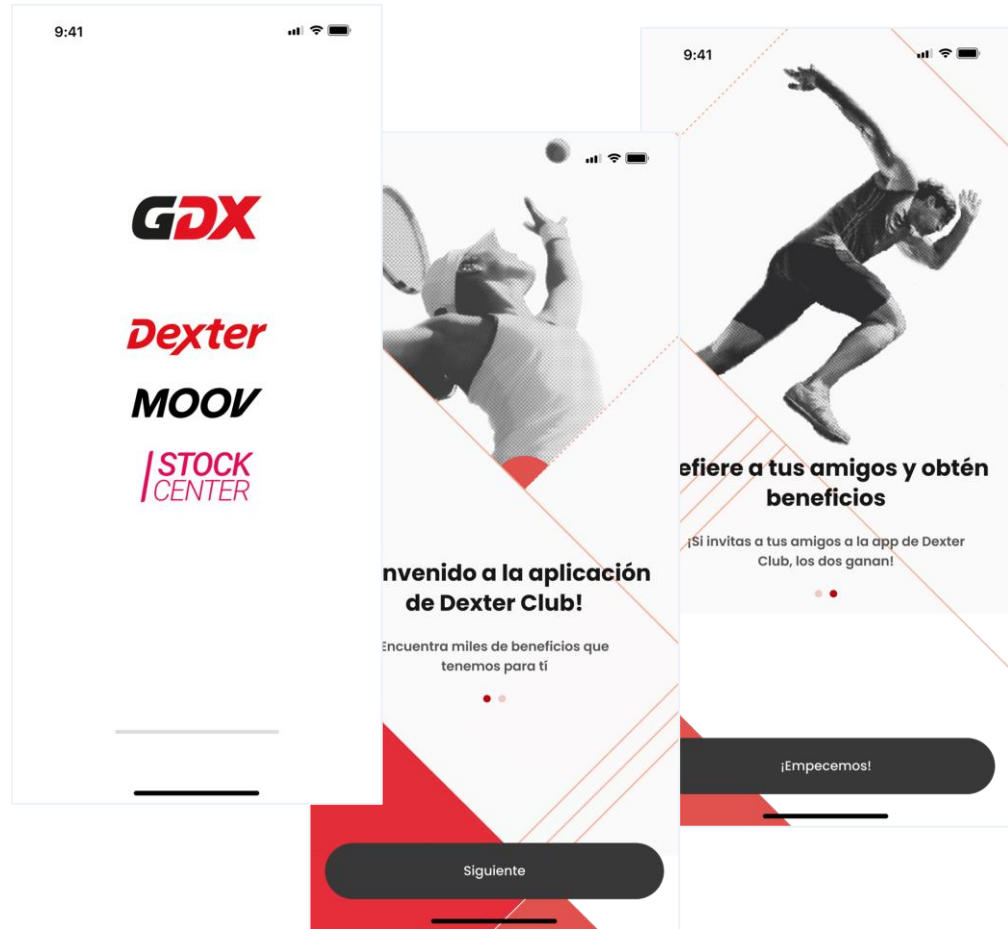 9:41
GDX
Dexter
MOOV
STOCK
CENTER
nvenido a la aplicación
de Dexter Club!
Encuentra miles de beneficios que
tenemos para tí
Siguiente
9:41
efiere a tus amigos y obtén
beneficios
¡Si invitas a tus amigos a la app de Dexter
Club, los dos ganan!
¡Empecemos!